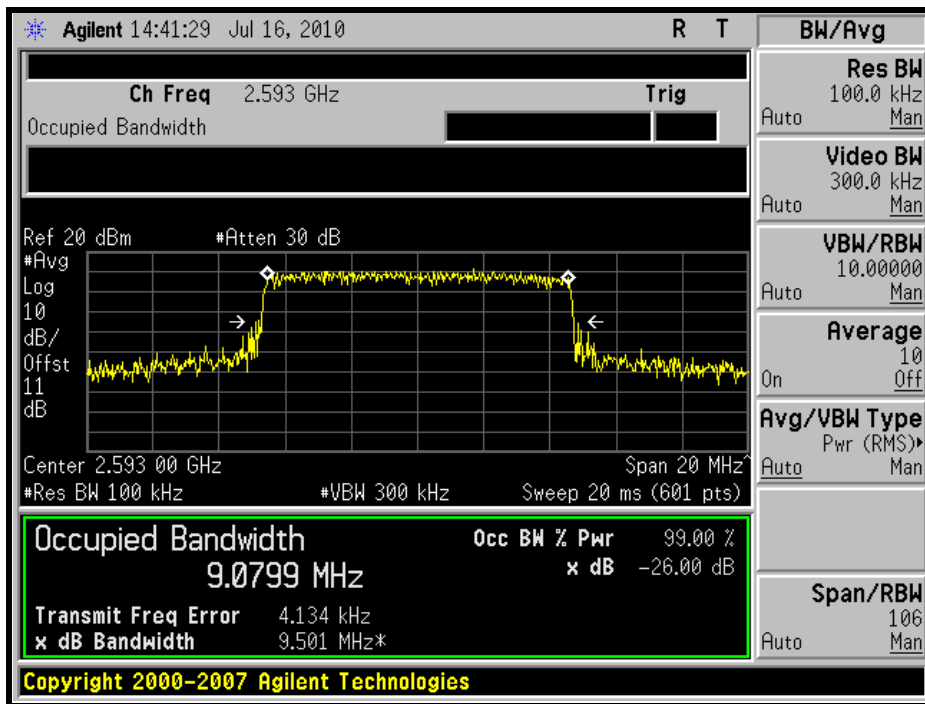 Agilent 14:41:29 Jul 16, 2010 R T
Ch Freq 2.593 GHz Trig
Occupied Bandwidth
Ref 20 dBm #Atten 30 dB
#Avg
Log
10
dB/
Offst
11
dB
Center 2.593 00 GHz Span 20 MHz^
#Res BW 100 kHz #VBW 300 kHz Sweep 20 ms (601 pts)
Occupied Bandwidth Occ BW % Pwr 99.00 %
9.0799 MHz x dB -26.00 dB
Transmit Freq Error 4.134 kHz
x dB Bandwidth 9.501 MHz*
Copyright 2000-2007 Agilent Technologies
BW/Avg
Res BW
100.0 kHz
Auto Man
Video BW
300.0 kHz
Auto Man
VBW/RBW
10.00000
Auto Man
Average
10
On Off
Avg/VBW Type
Pwr (RMS)▸
Auto Man
Span/RBW
106
Auto Man